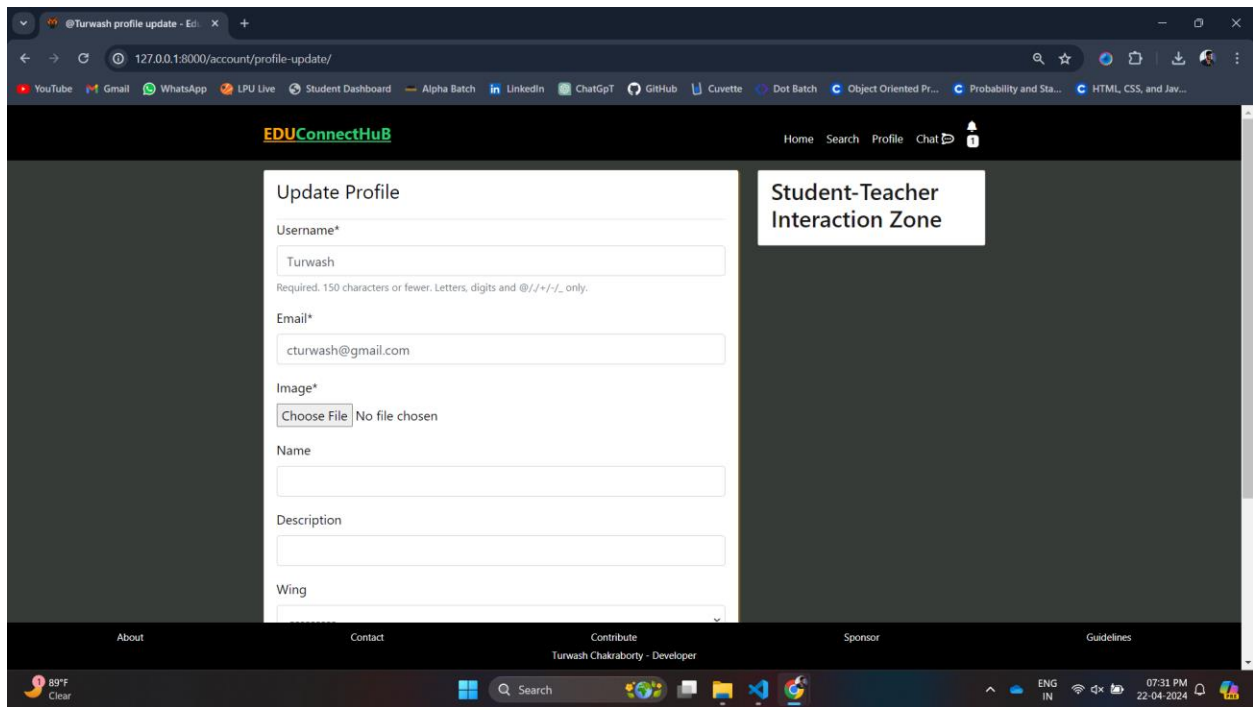 @Turwash profile update - Edu
127.0.0.1:8000/account/profile-update/
YouTube Gmail WhatsApp LPU Live Student Dashboard Alpha Batch LinkedIn ChatGpT GitHub Cuvette Dot Batch Object Oriented Pr... Probability and Sta... HTML, CSS, and Jav...
EDUConnectHuB
Home Search Profile Chat 1
Update Profile
Student-Teacher
Interaction Zone
Username*
Turwash
Required. 150 characters or fewer. Letters, digits and @/./+/-/_ only.
Email*
cturwash@gmail.com
Image*
Choose File No file chosen
Name
Description
Wing
---------
About Contact Contribute Sponsor Guidelines
Turwash Chakraborty - Developer
1 89°F
Clear
Search
ENG
IN
07:31 PM
22-04-2024